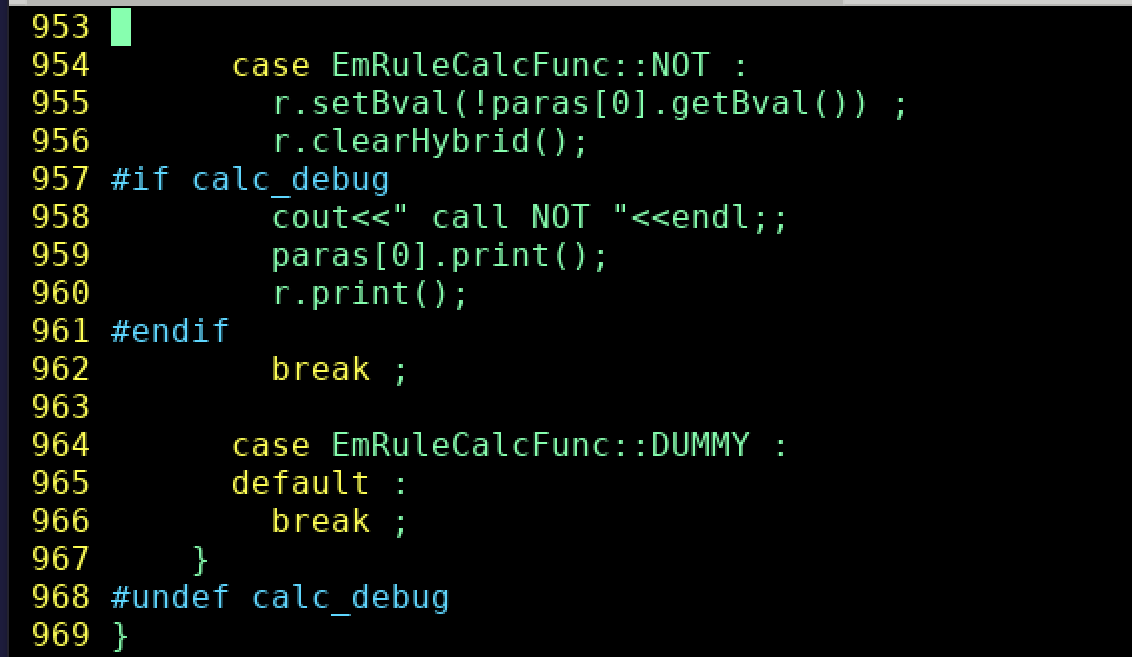 953
954       case EmRuleCalcFunc::NOT :
955         r.setBval(!paras[0].getBval()) ;
956         r.clearHybrid();
957 #if calc_debug
958         cout<<" call NOT "<<endl;;
959         paras[0].print();
960         r.print();
961 #endif
962         break ;
963
964       case EmRuleCalcFunc::DUMMY :
965       default :
966         break ;
967     }
968 #undef calc_debug
969 }